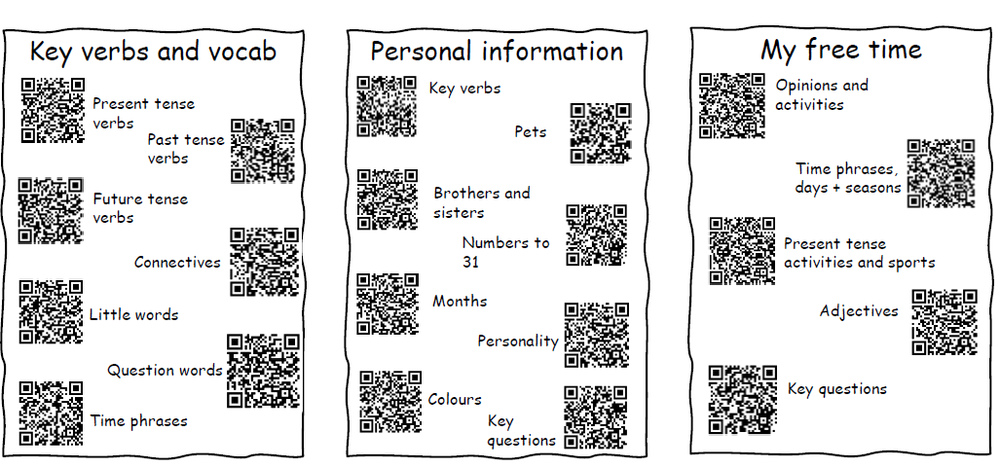 Key verbs and vocab
Present tense
verbs
Past tense
verbs
Future tense
verbs
Connectives
Little words
Question words
Time phrases
Personal information
Key verbs
Pets
Brothers and
sisters
Numbers to
31
Months
Personality
Colours
Key
questions
My free time
Opinions and
activities
Time phrases,
days + seasons
Present tense
activities and sports
Adjectives
Key questions